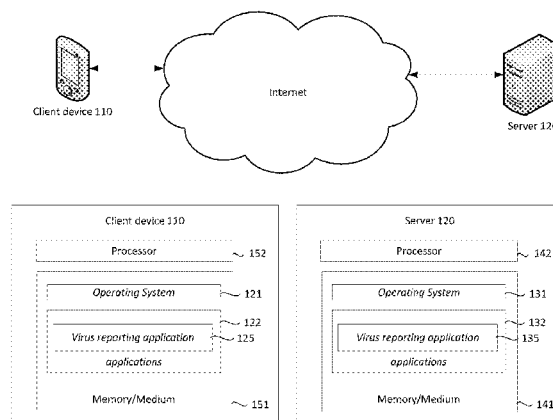 Internet
Client device 110
Server 120
Client device 110
Server 120
Processor
152
Processor
142
Operating System
121
Operating System
131
122
132
Virus reporting application
125
Virus reporting application
135
applications
applications
Memory/Medium
151
Memory/Medium
141